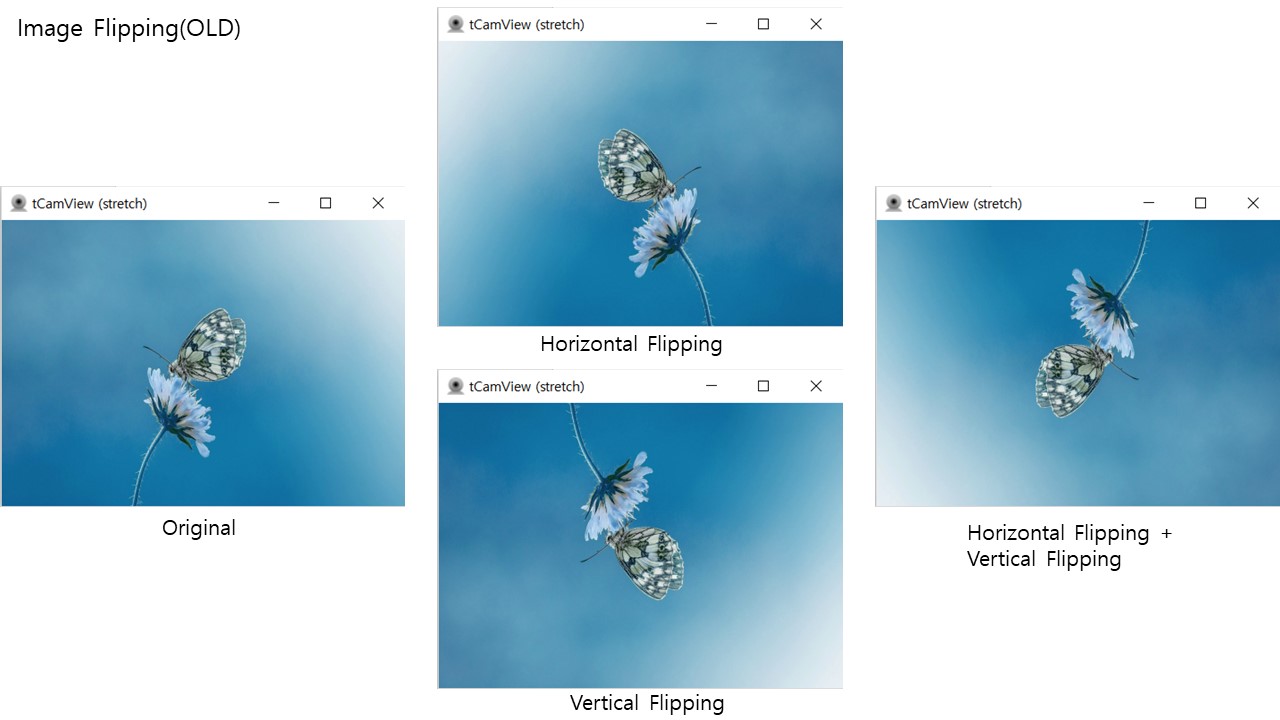 Image Flipping(OLD)
tCamView (stretch)
Horizontal Flipping
tCamView (stretch)
Original
tCamView (stretch)
Vertical Flipping
tCamView (stretch)
Horizontal Flipping +
Vertical Flipping